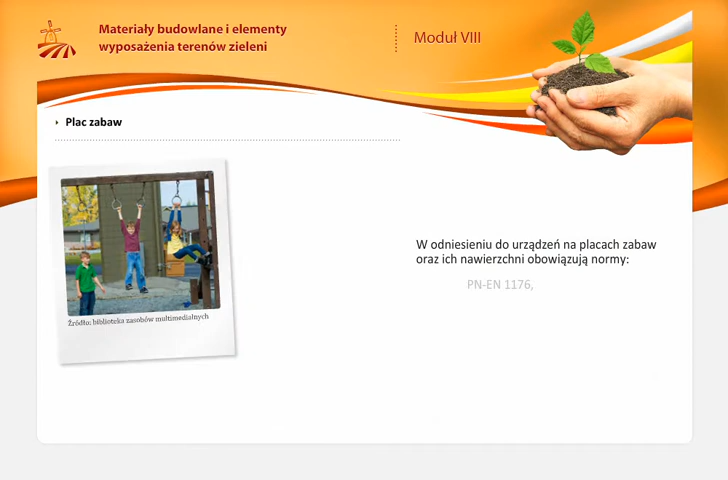 Materiały budowlane i elementy
wyposażenia terenów zieleni
Moduł VIII
Plac zabaw
Źródło: biblioteka zasobów multimedialnych
W odniesieniu do urządzeń na placach zabaw
oraz ich nawierzchni obowiązują normy:
PN-EN 1176,